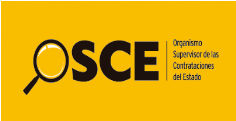 OSCE
Organismo
Supervisor de las
Contrataciones
del Estado